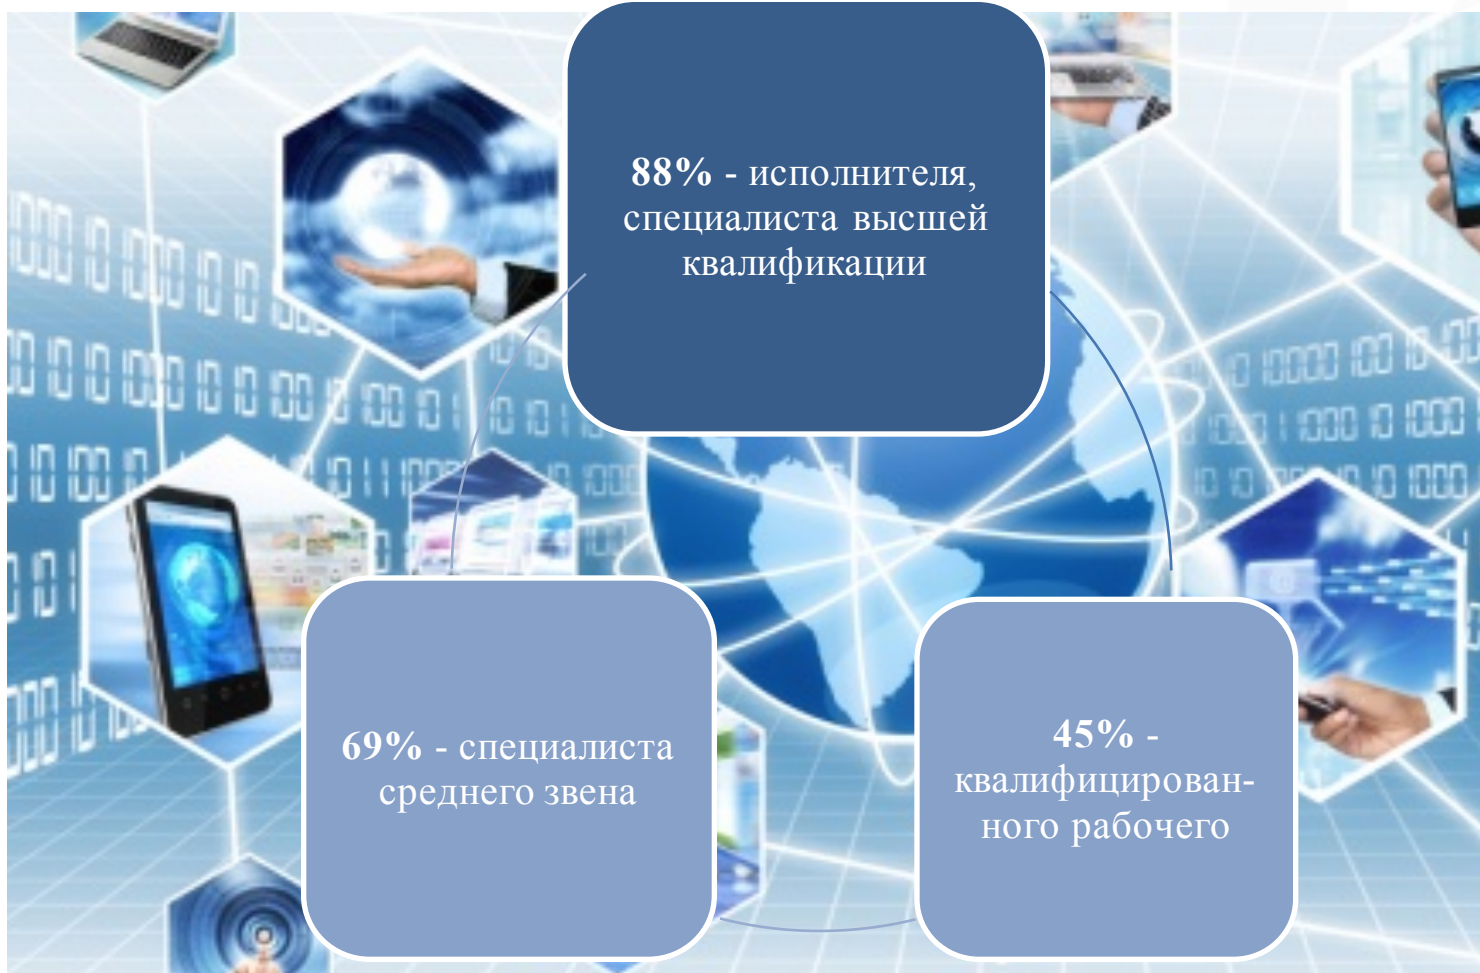 88% - исполнителя,
специалиста высшей
квалификации
69% - специалиста
среднего звена
45% -
квалифицирован-
ного рабочего